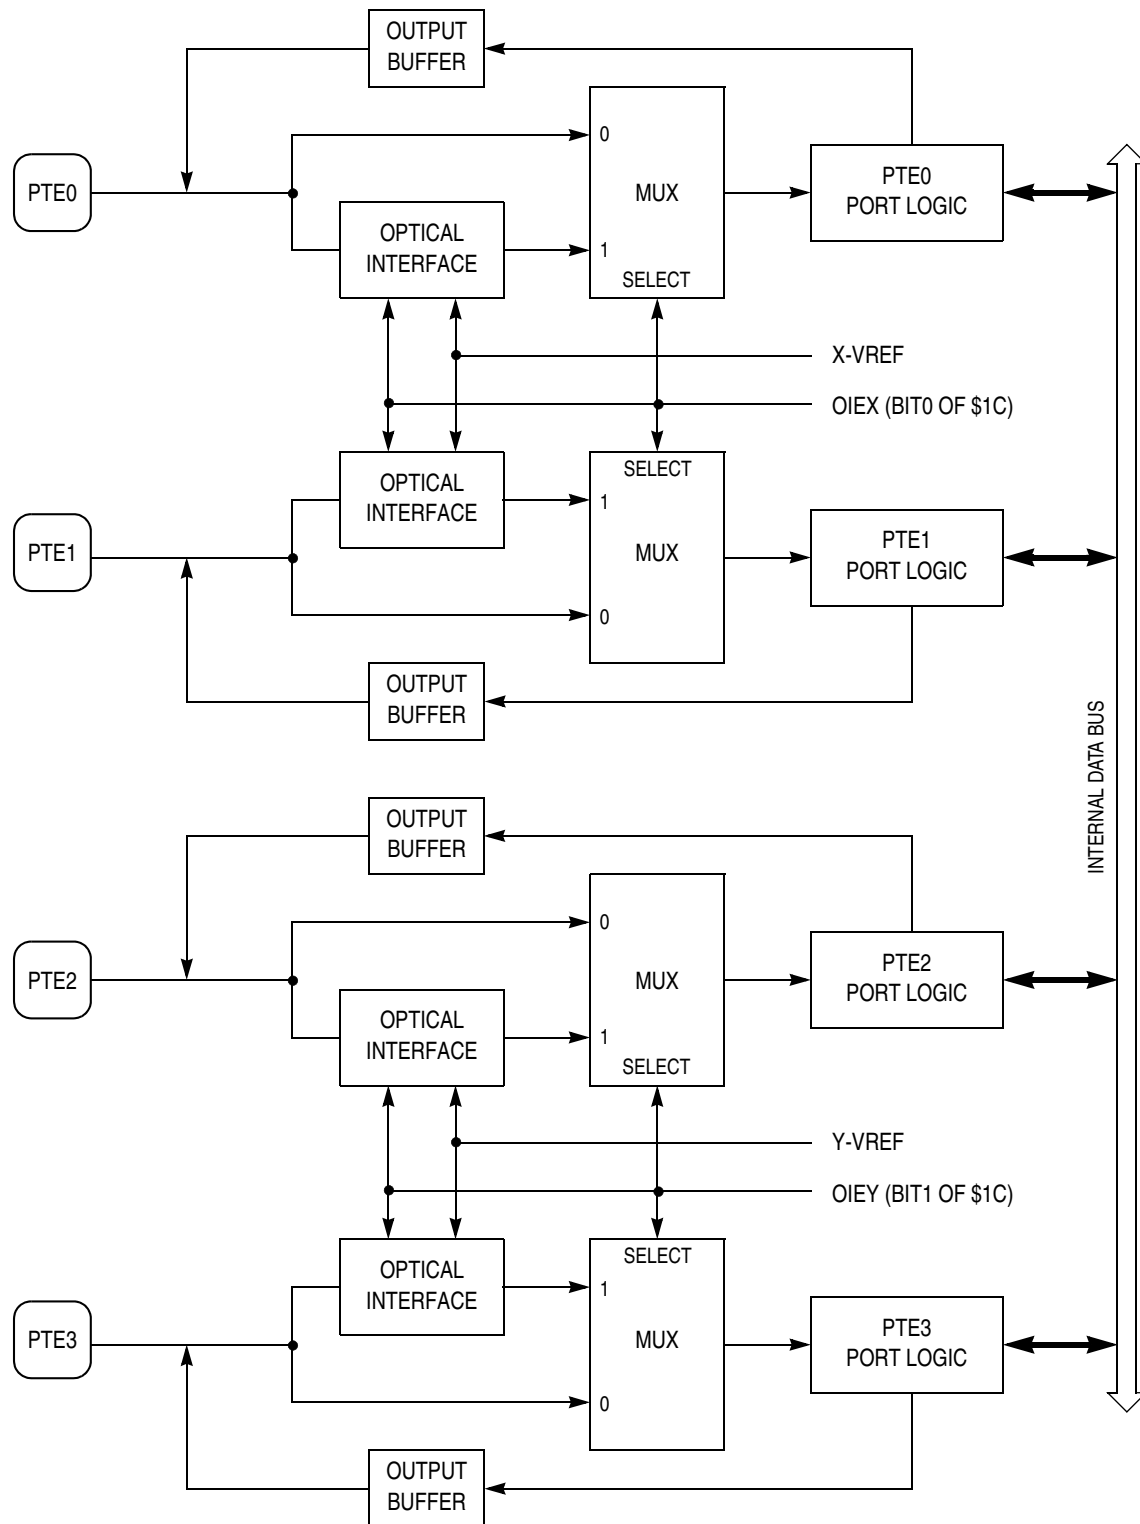 OUTPUT
BUFFER
0
PTE0
MUX
PTE0
PORT LOGIC
OPTICAL
INTERFACE
1
SELECT
X-VREF
OIEX (BIT0 OF $1C)
SELECT
OPTICAL
INTERFACE
1
PTE1
MUX
PTE1
PORT LOGIC
0
OUTPUT
BUFFER
INTERNAL DATA BUS
OUTPUT
BUFFER
0
PTE2
MUX
PTE2
PORT LOGIC
OPTICAL
INTERFACE
1
SELECT
Y-VREF
OIEY (BIT1 OF $1C)
SELECT
OPTICAL
INTERFACE
1
PTE3
MUX
PTE3
PORT LOGIC
0
OUTPUT
BUFFER